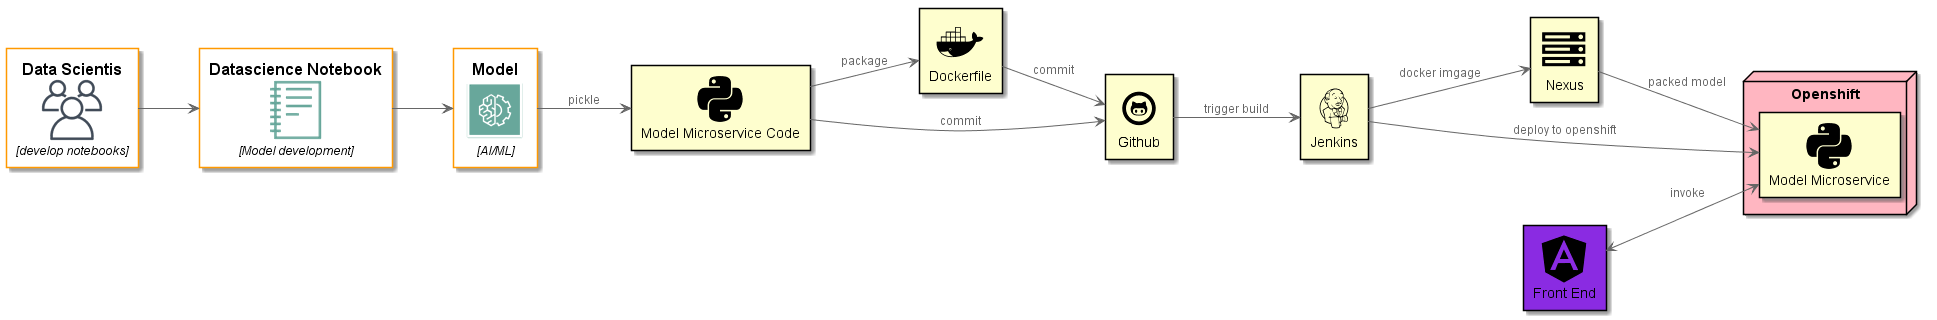 Data Scientis
[develop notebooks]
Datascience Notebook
[Model development]
Model
[AI/ML]
pickle
Model Microservice Code
package
Dockerfile
commit
commit
Github
trigger build
Jenkins
docker imgage
Nexus
packed model
deploy to openshift
Openshift
Model Microservice
invoke
Front End